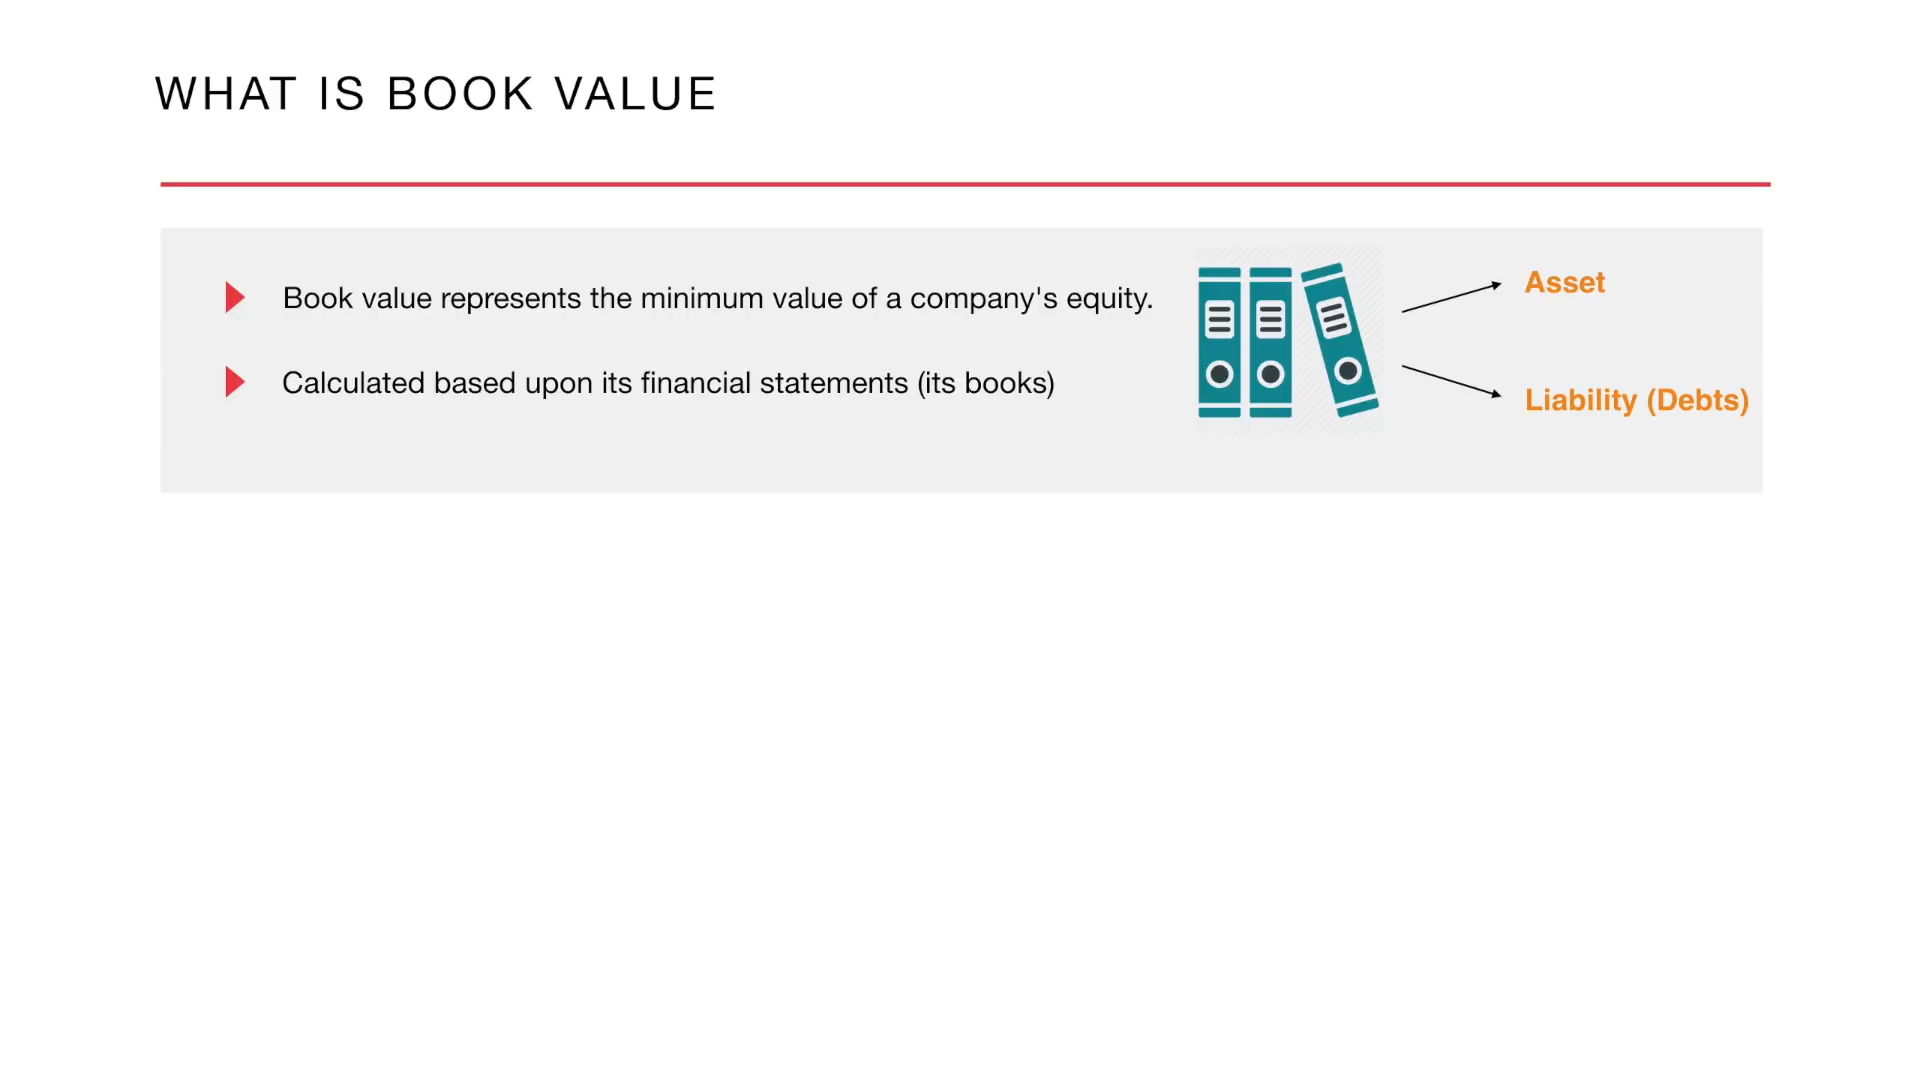 WHAT IS BOOK VALUE
Book value represents the minimum value of a company's equity.
Calculated based upon its financial statements (its books)
Asset
Liability (Debts)